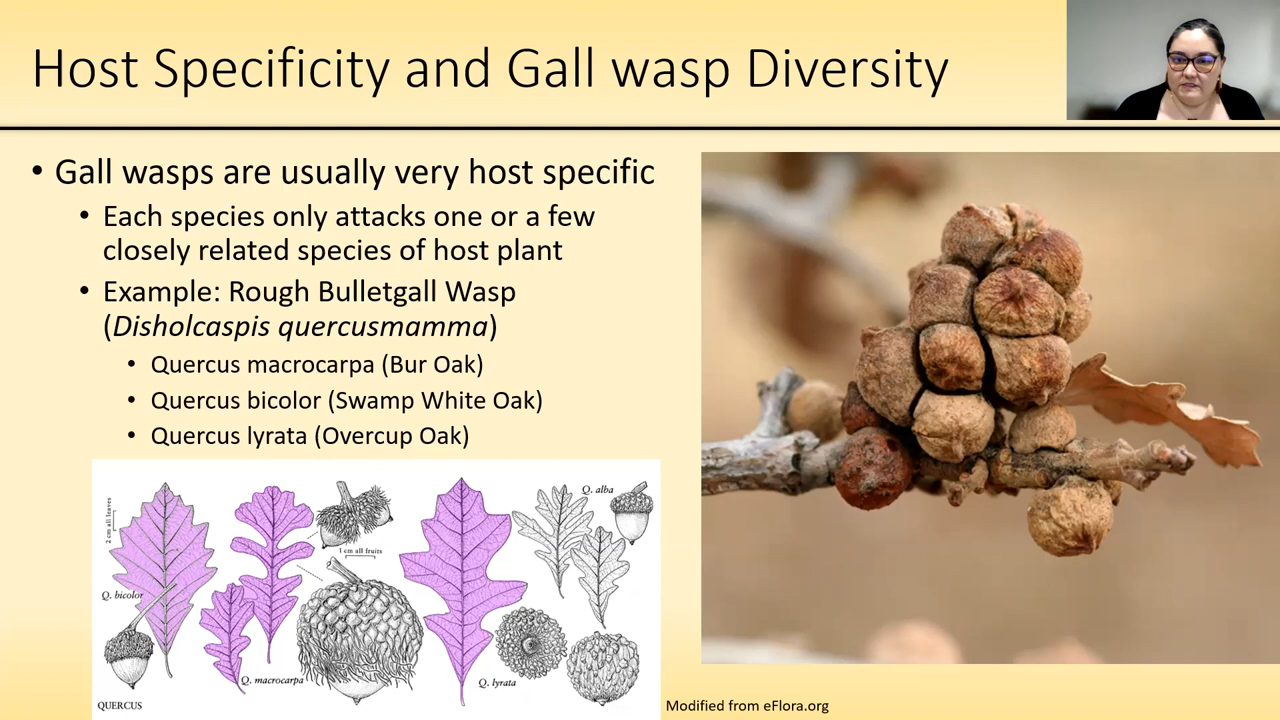 Host Specificity and Gall wasp Diversity
• Gall wasps are usually very host specific
• Each species only attacks one or a few
closely related species of host plant
• Example: Rough Bulletgall Wasp
(Disholcaspis quercusmamma)
• Quercus macrocarpa (Bur Oak)
• Quercus bicolor (Swamp White Oak)
• Quercus lyrata (Overcup Oak)
2 cm all leaves
Q. alba
1 cm all fruits
Q. bicolor
Q. macrocarpa
Q. lyrata
QUERCUS
Modified from eFlora.org